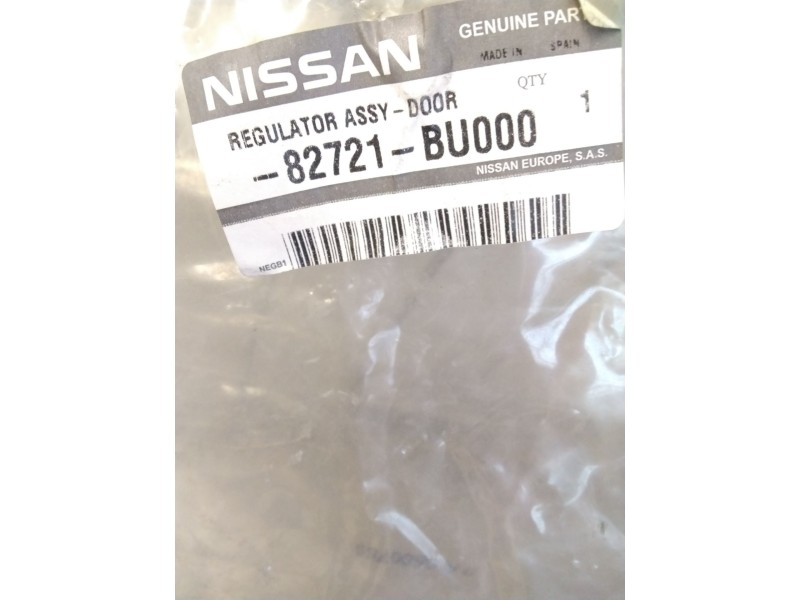 NISSAN
GENUINE PART
MADE IN SPAIN
QTY
REGULATOR ASSY-DOOR 1
-82721-BU000
NISSAN EUROPE, S.A.S.
NEGB1